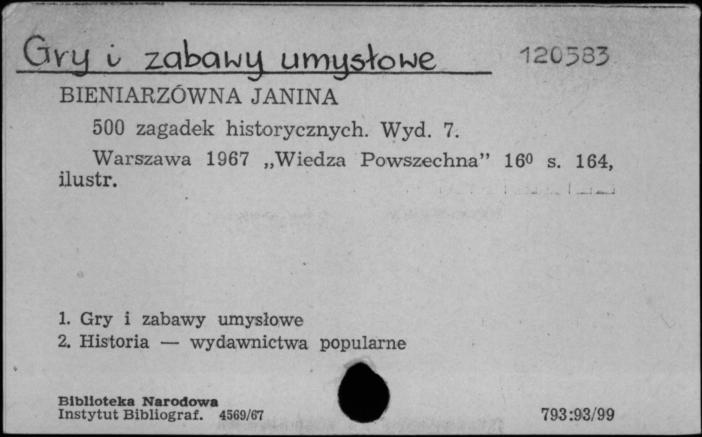 Gry i zabawy umysłowe 120583
BIENIARZÓWNA JANINA
500 zagadek historycznych. Wyd. 7.
Warszawa 1967 „Wiedza Powszechna” 16⁰ s. 164,
ilustr.
1. Gry i zabawy umysłowe
2. Historia — wydawnictwa popularne
Biblioteka Narodowa
Instytut Bibliograf. 4569/67 793:93/99